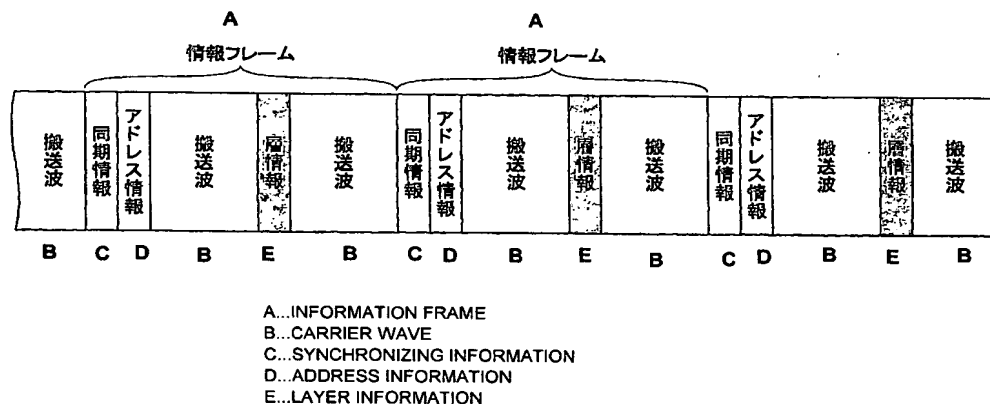 A A
情報フレーム 情報フレーム
搬送波 同期情報 アドレス情報 搬送波 層情報 搬送波 同期情報 アドレス情報 搬送波 層情報 搬送波 同期情報 アドレス情報 搬送波 層情報 搬送波
B C D B E B C D B E B C D B E B
A...INFORMATION FRAME
B...CARRIER WAVE
C...SYNCHRONIZING INFORMATION
D...ADDRESS INFORMATION
E...LAYER INFORMATION